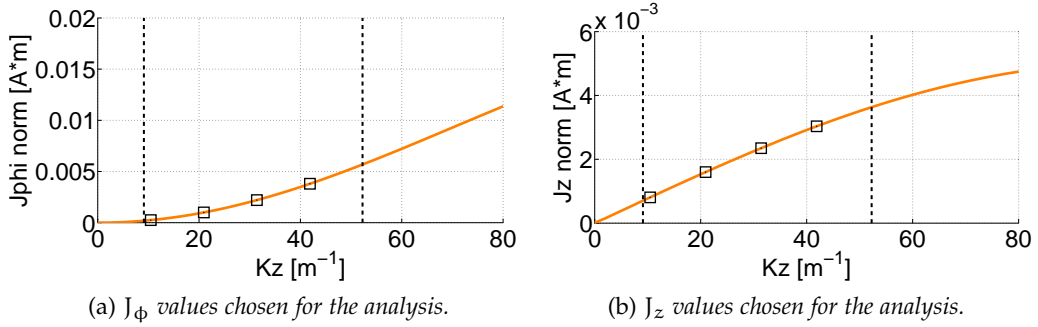 0.02
0.015
0.01
0.005
0
0 20 40 60 80
Jphi norm [A*m]
Kz [m⁻¹]
(a) Jϕ values chosen for the analysis.
6 x 10⁻³
4
2
0
0 20 40 60 80
Jz norm [A*m]
Kz [m⁻¹]
(b) Jz values chosen for the analysis.